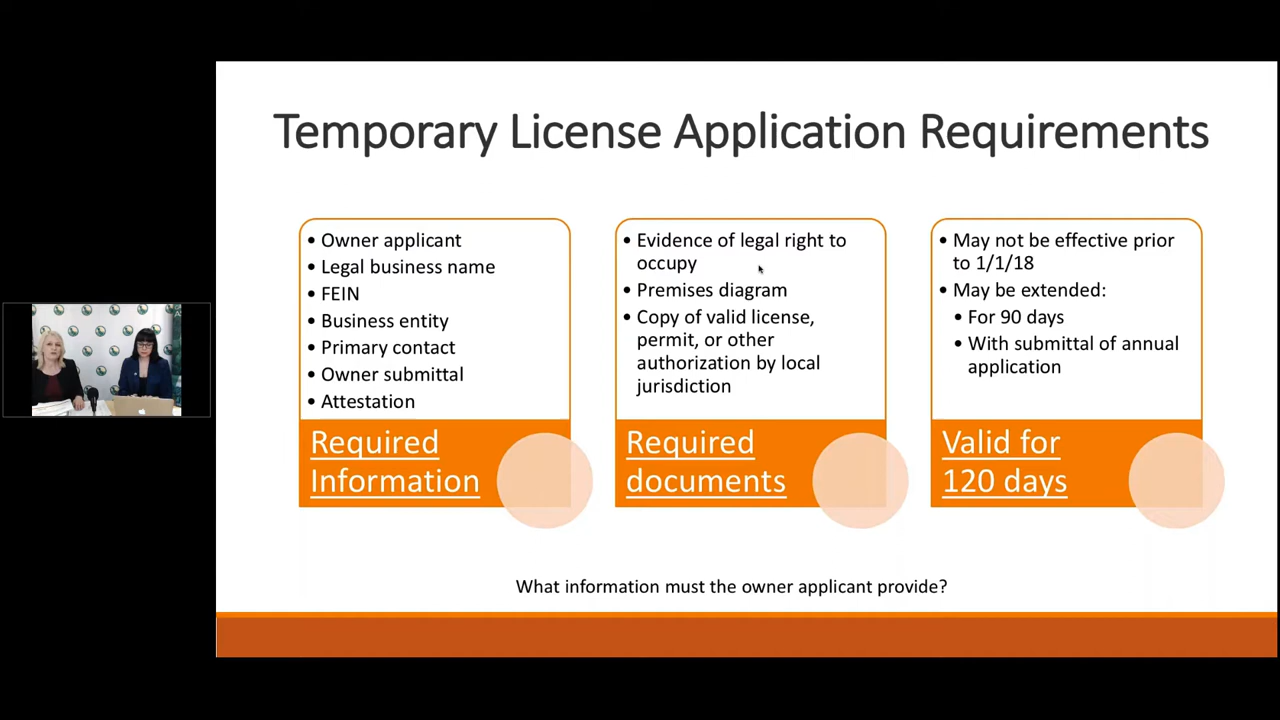 Temporary License Application Requirements
• Owner applicant
• Legal business name
• FEIN
• Business entity
• Primary contact
• Owner submittal
• Attestation
Required
Information
• Evidence of legal right to
occupy
• Premises diagram
• Copy of valid license,
permit, or other
authorization by local
jurisdiction
Required
documents
• May not be effective prior
to 1/1/18
• May be extended:
• For 90 days
• With submittal of annual
application
Valid for
120 days
What information must the owner applicant provide?